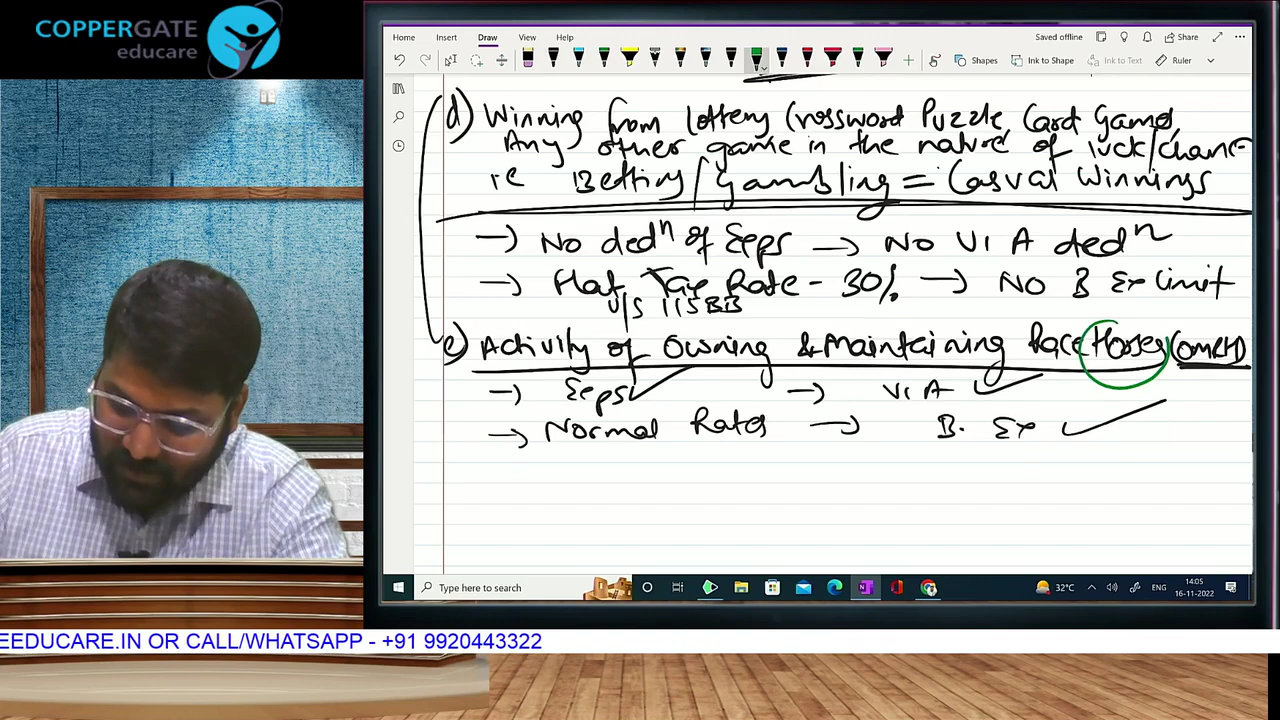 COPPERGATE
educare
Home Insert Draw View Help
Saved offline
Share
Shapes
Ink to Shape
Ink to Text
Ruler
d) Winning from lottery Crossword Puzzle Card Games,
Any other game in the nature of luck/chance
ie Betting/Gambling = Casual Winnings
→ No dedⁿ of Exps → No VI A dedⁿ
→ Flat Tax Rate - 30% → No B Ex limit
U/S 115BB
e) Activity of Owning & Maintaining Race Horses (OMRH)
→ Exps ✓ → VI A ✓
→ Normal Rates → B. Ex ✓
Type here to search
32°C
ENG
14:05
16-11-2022
EEDUCARE.IN OR CALL/WHATSAPP - +91 9920443322